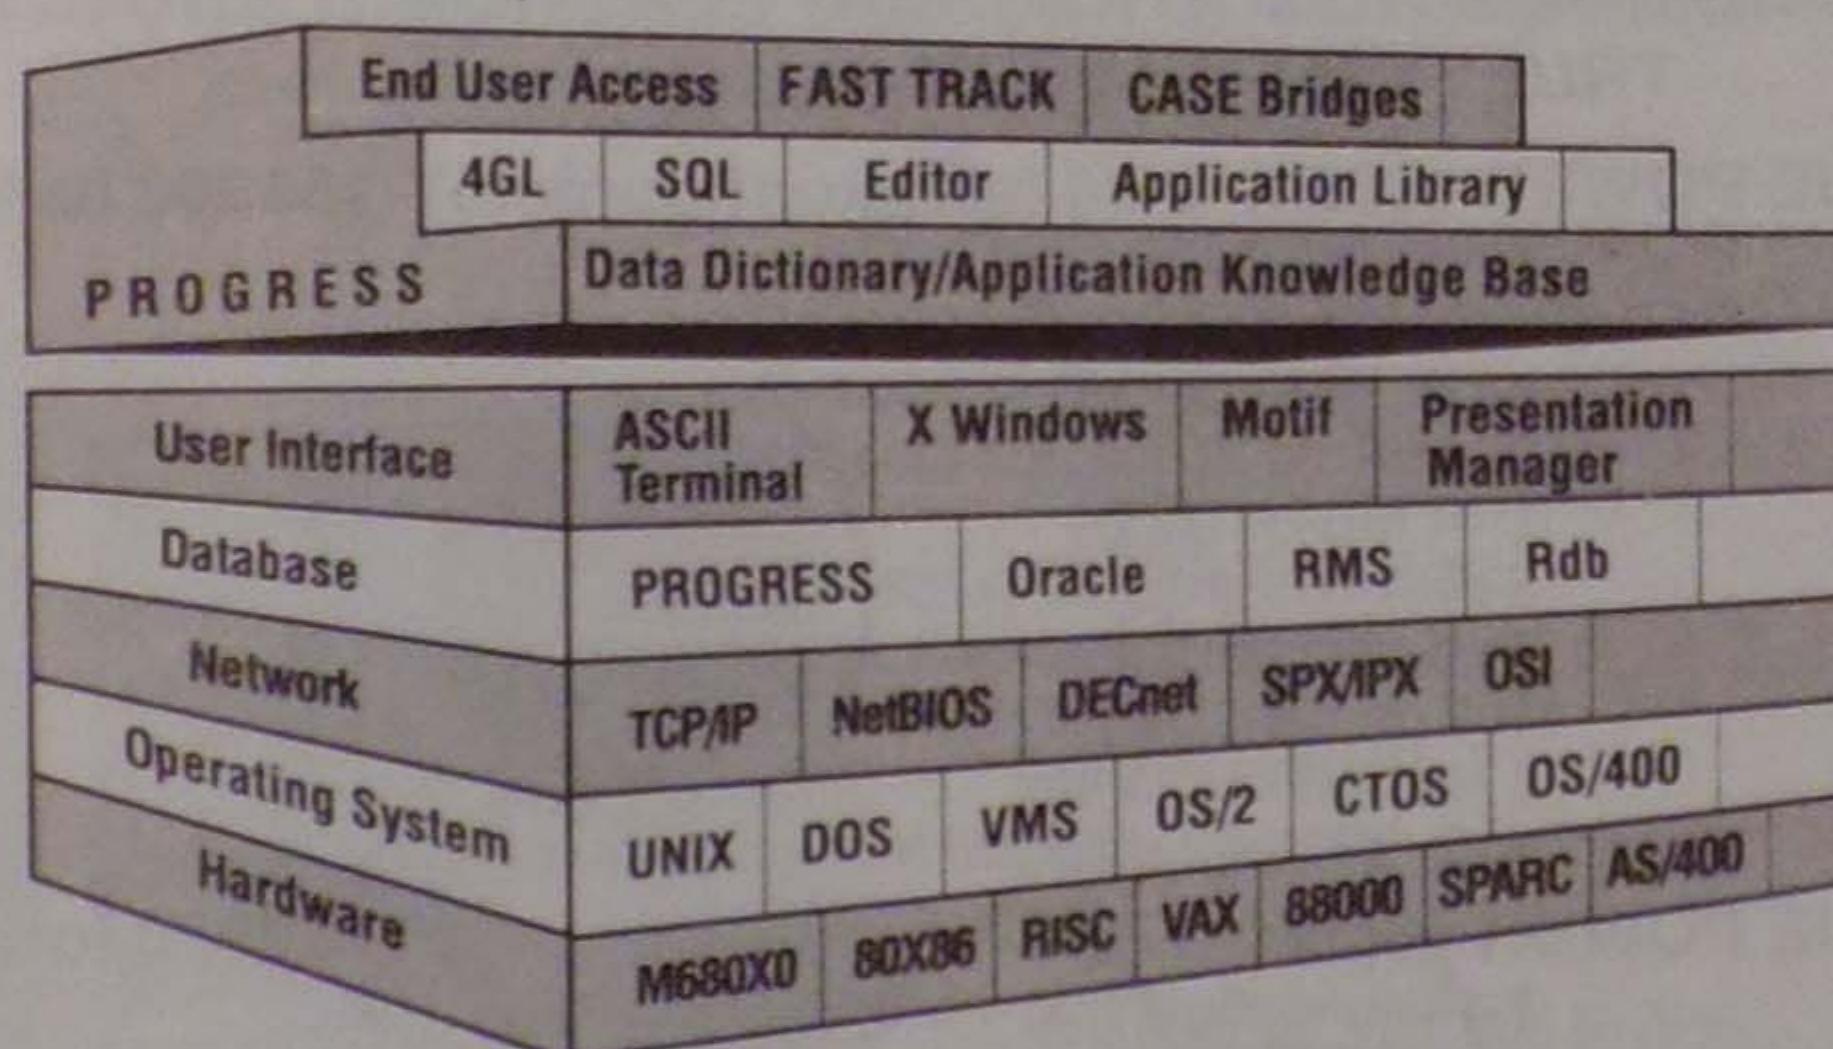 End User Access FAST TRACK CASE Bridges
4GL SQL Editor Application Library
PROGRESS Data Dictionary/Application Knowledge Base
User Interface ASCII Terminal X Windows Motif Presentation Manager
Database PROGRESS Oracle RMS Rdb
Network TCP/IP NetBIOS DECnet SPX/IPX OSI
Operating System UNIX DOS VMS OS/2 CTOS OS/400
Hardware M680X0 80X86 RISC VAX 88000 SPARC AS/400